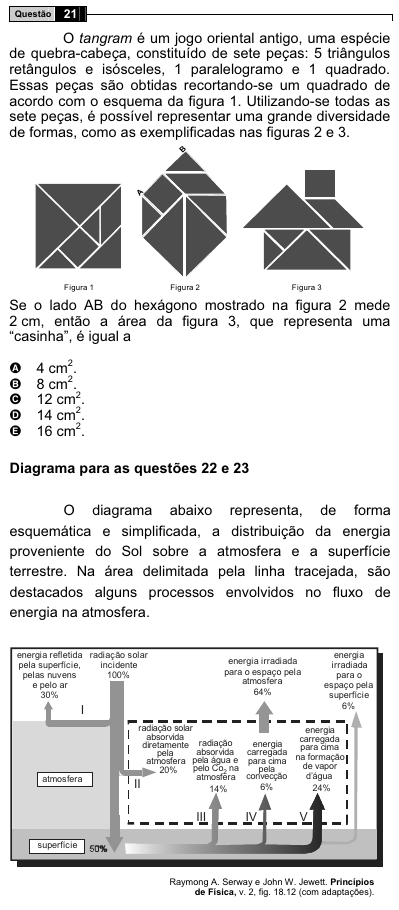 Questão 21
O tangram é um jogo oriental antigo, uma espécie
de quebra-cabeça, constituído de sete peças: 5 triângulos
retângulos e isósceles, 1 paralelogramo e 1 quadrado.
Essas peças são obtidas recortando-se um quadrado de
acordo com o esquema da figura 1. Utilizando-se todas as
sete peças, é possível representar uma grande diversidade
de formas, como as exemplificadas nas figuras 2 e 3.
B
A
Figura 1
Figura 2
Figura 3
Se o lado AB do hexágono mostrado na figura 2 mede
2 cm, então a área da figura 3, que representa uma
“casinha”, é igual a
A 4 cm².
B 8 cm².
C 12 cm².
D 14 cm².
E 16 cm².
Diagrama para as questões 22 e 23
O diagrama abaixo representa, de forma
esquemática e simplificada, a distribuição da energia
proveniente do Sol sobre a atmosfera e a superfície
terrestre. Na área delimitada pela linha tracejada, são
destacados alguns processos envolvidos no fluxo de
energia na atmosfera.
energia refletida
pela superfície,
pelas nuvens
e pelo ar
30%
radiação solar
incidente
100%
energia irradiada
para o espaço pela
atmosfera
64%
energia
irradiada
para o
espaço pela
superfície
6%
I
radiação solar
absorvida
diretamente
pela
atmosfera
20%
II
radiação
absorvida
pela água e
pelo Co₂ na
atmosfera
14%
III
energia
carregada
para cima
pela
convecção
6%
IV
energia
carregada
para cima
na formação
de vapor
d’água
24%
V
atmosfera
superfície
50%
Raymong A. Serway e John W. Jewett. Princípios
de Física, v. 2, fig. 18.12 (com adaptações).